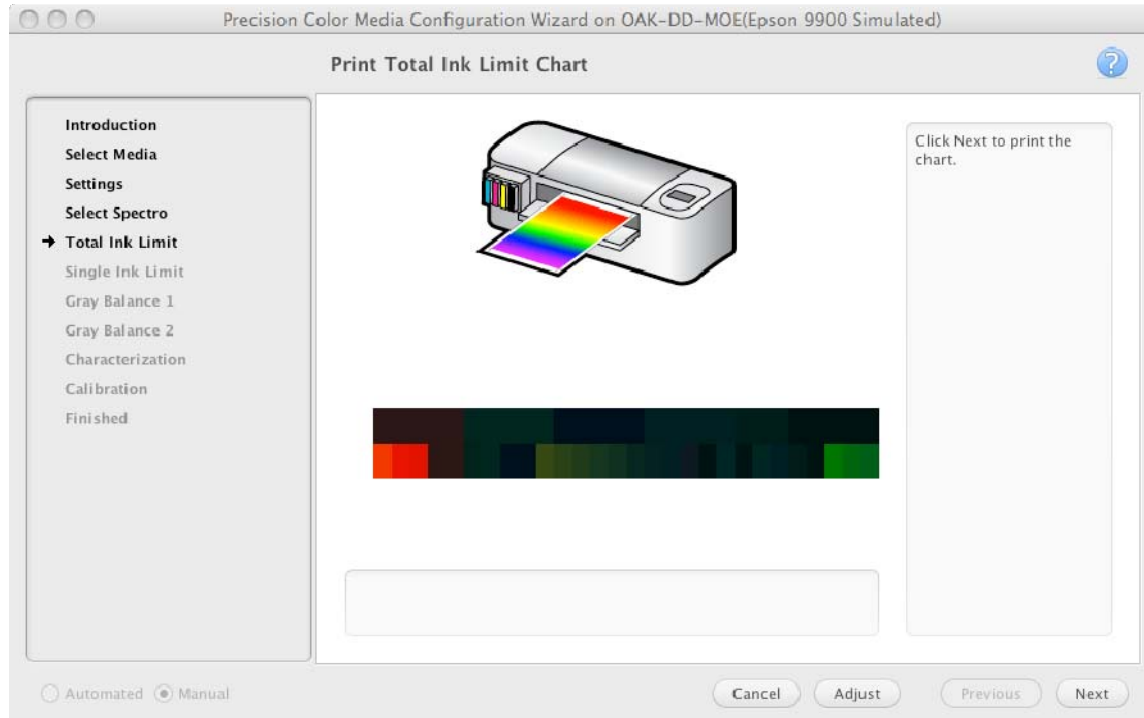 Precision Color Media Configuration Wizard on OAK-DD-MOE(Epson 9900 Simulated)
Print Total Ink Limit Chart
?
Introduction
Select Media
Settings
Select Spectro
Total Ink Limit
Single Ink Limit
Gray Balance 1
Gray Balance 2
Characterization
Calibration
Finished
Click Next to print the
chart.
Automated Manual
Cancel Adjust Previous Next